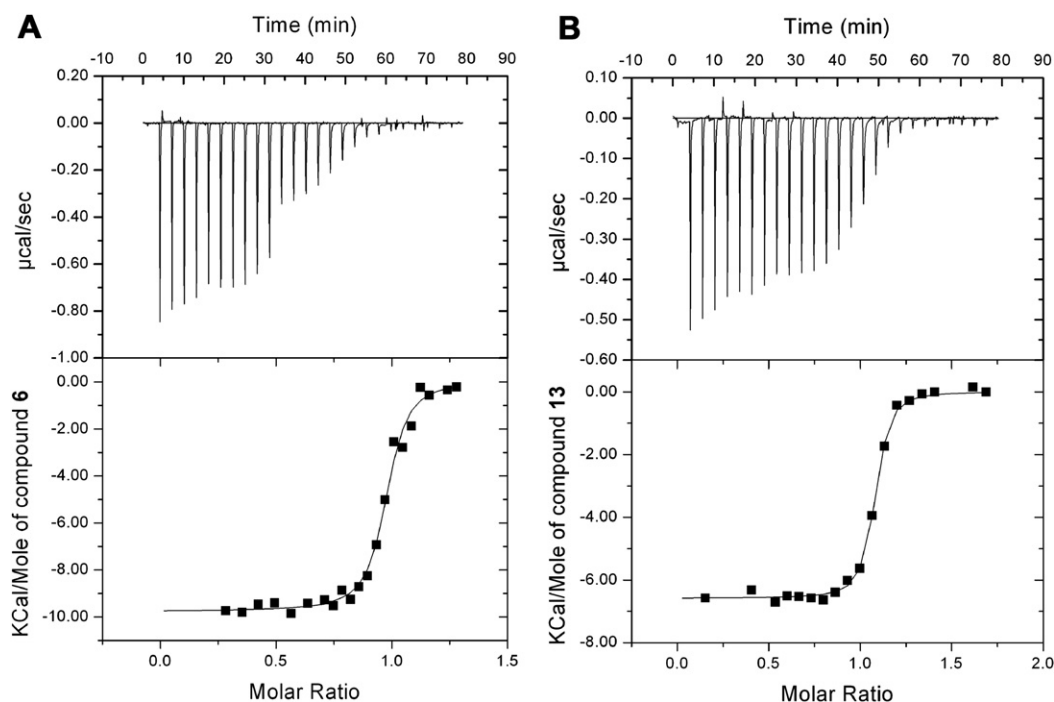 A
Time (min)
-10 0 10 20 30 40 50 60 70 80 90
0.20
0.00
-0.20
-0.40
-0.60
-0.80
-1.00
µcal/sec
0.00
-2.00
-4.00
-6.00
-8.00
-10.00
KCal/Mole of compound 6
0.0 0.5 1.0 1.5
Molar Ratio
B
Time (min)
-10 0 10 20 30 40 50 60 70 80 90
0.10
0.00
-0.10
-0.20
-0.30
-0.40
-0.50
-0.60
µcal/sec
0.00
-2.00
-4.00
-6.00
-8.00
KCal/Mole of compound 13
0.0 0.5 1.0 1.5 2.0
Molar Ratio